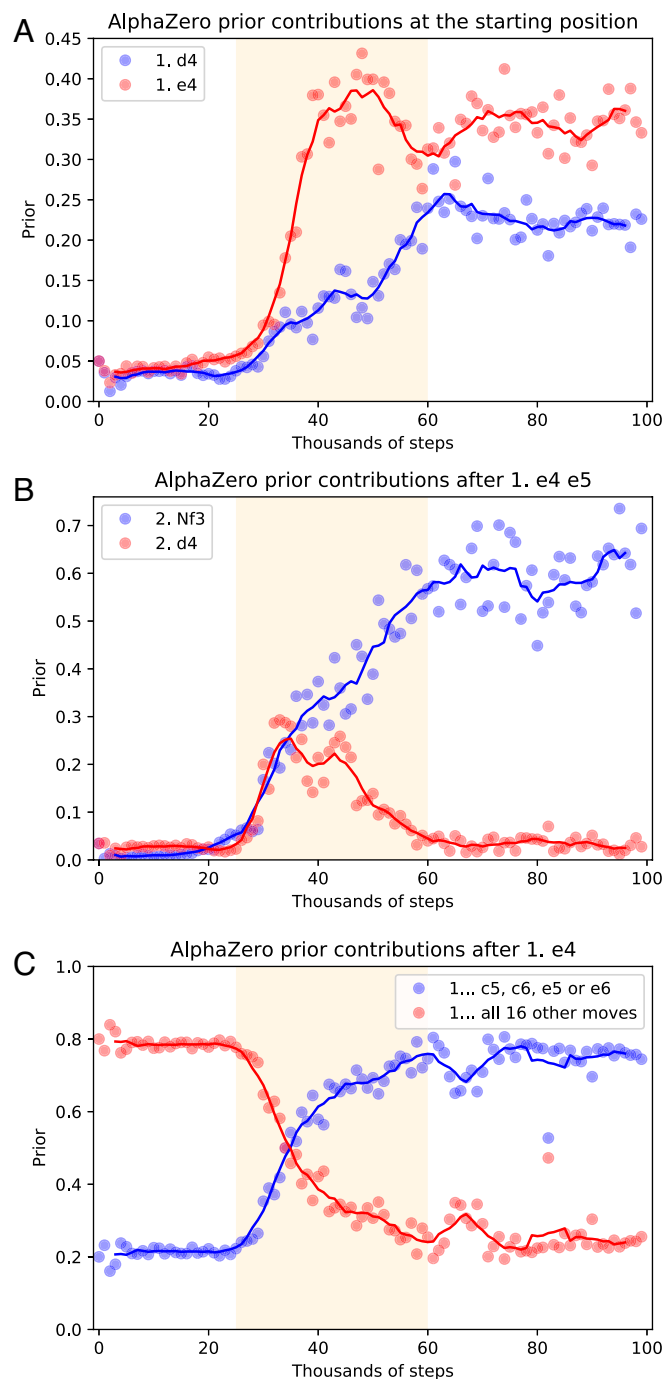 A
AlphaZero prior contributions at the starting position
0.45
0.40
0.35
0.30
0.25
0.20
0.15
0.10
0.05
0.00
Prior
1. d4
1. e4
0 20 40 60 80 100
Thousands of steps
B
AlphaZero prior contributions after 1. e4 e5
0.7
0.6
0.5
0.4
0.3
0.2
0.1
0.0
Prior
2. Nf3
2. d4
0 20 40 60 80 100
Thousands of steps
C
AlphaZero prior contributions after 1. e4
1.0
0.8
0.6
0.4
0.2
0.0
Prior
1... c5, c6, e5 or e6
1... all 16 other moves
0 20 40 60 80 100
Thousands of steps